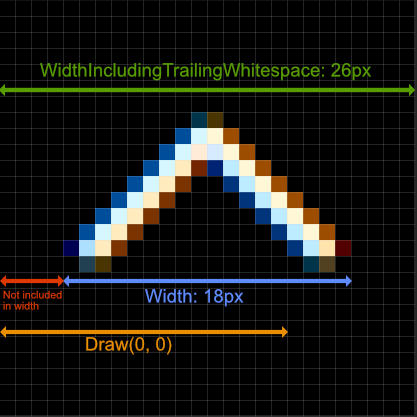 WidthIncludingTrailingWhitespace: 26px
Not included
in width
Width: 18px
Draw(0, 0)